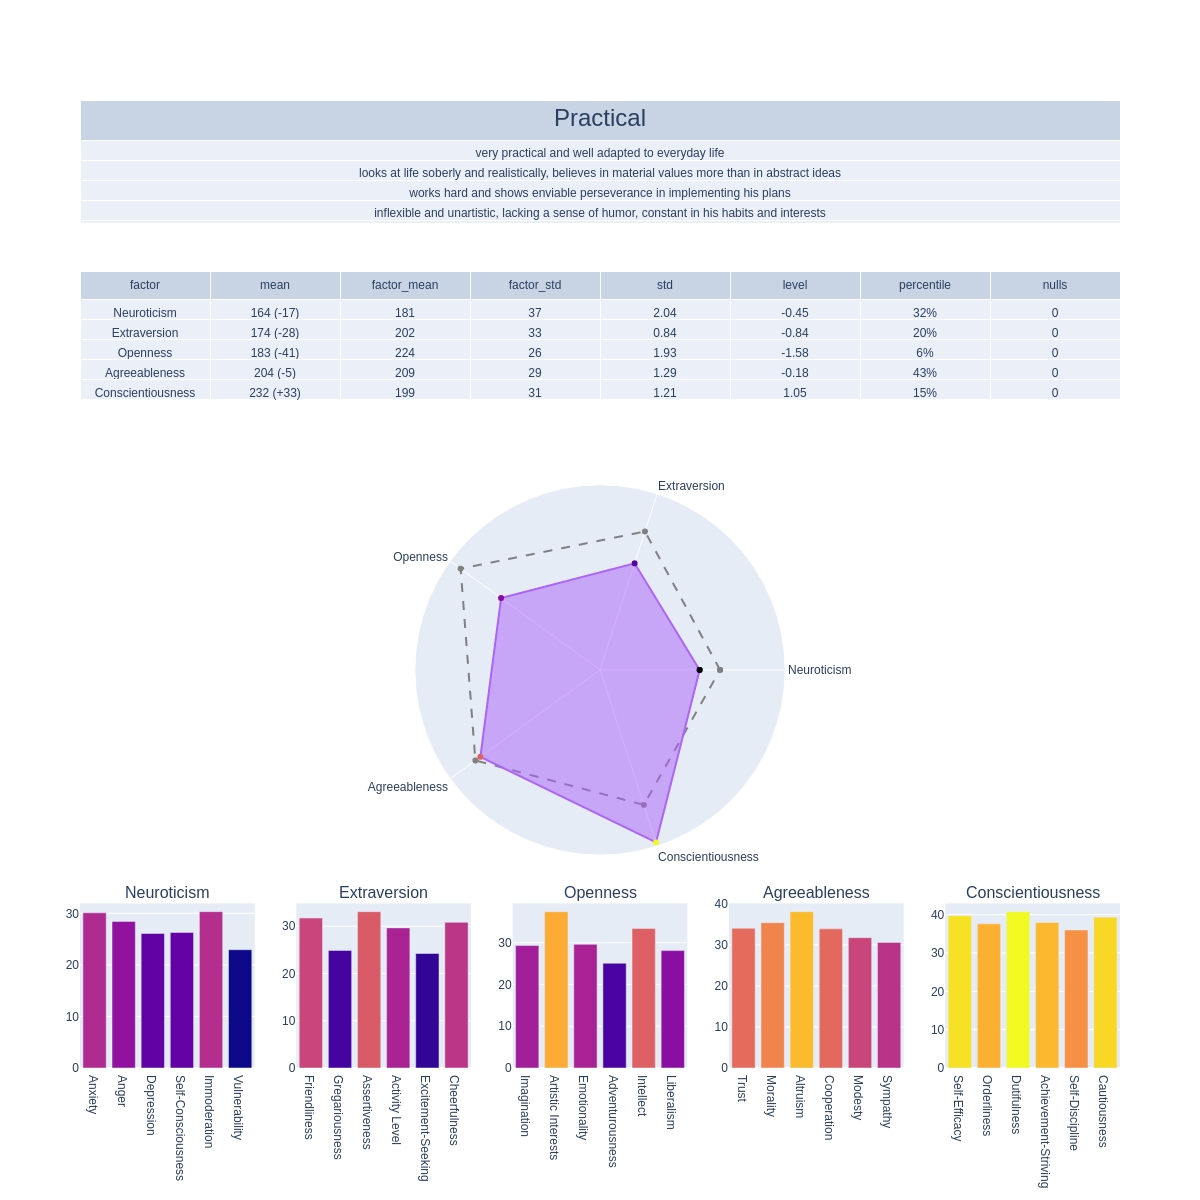 Practical
very practical and well adapted to everyday life
looks at life soberly and realistically, believes in material values more than in abstract ideas
works hard and shows enviable perseverance in implementing his plans
inflexible and unartistic, lacking a sense of humor, constant in his habits and interests
factor mean factor_mean factor_std std level percentile nulls
Neuroticism 164 (-17) 181 37 2.04 -0.45 32% 0
Extraversion 174 (-28) 202 33 0.84 -0.84 20% 0
Openness 183 (-41) 224 26 1.93 -1.58 6% 0
Agreeableness 204 (-5) 209 29 1.29 -0.18 43% 0
Conscientiousness 232 (+33) 199 31 1.21 1.05 15% 0
Extraversion
Openness
Neuroticism
Agreeableness
Conscientiousness
Neuroticism
30
20
10
0
Anxiety
Anger
Depression
Self-Consciousness
Immoderation
Vulnerability
Extraversion
30
20
10
0
Friendliness
Gregariousness
Assertiveness
Activity Level
Excitement-Seeking
Cheerfulness
Openness
30
20
10
0
Imagination
Artistic Interests
Emotionality
Adventurousness
Intellect
Liberalism
Agreeableness
40
30
20
10
0
Trust
Morality
Altruism
Cooperation
Modesty
Sympathy
Conscientiousness
40
30
20
10
0
Self-Efficacy
Orderliness
Dutifulness
Achievement-Striving
Self-Discipline
Cautiousness